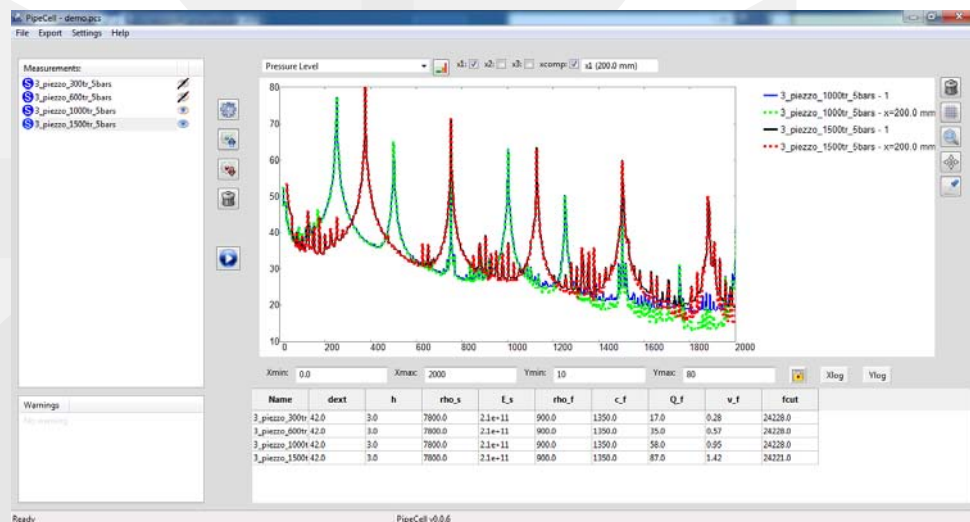 PipeCell - demo.pcs
File Export Settings Help
Measurements:
3_piezzo_300tr_5bars
3_piezzo_600tr_5bars
3_piezzo_1000tr_5bars
3_piezzo_1500tr_5bars
Pressure Level x1: x2: x3: xcomp: x1 (200.0 mm)
80
70
60
50
40
30
20
10
0 200 400 600 800 1000 1200 1400 1600 1800 2000
3_piezzo_1000tr_5bars - 1
3_piezzo_1000tr_5bars - x=200.0 mm
3_piezzo_1500tr_5bars - 1
3_piezzo_1500tr_5bars - x=200.0 mm
Xmin: 0.0 Xmax: 2000 Ymin: 10 Ymax: 80 Xlog Ylog
Warnings
No warning
Name dext h rho_s E_s rho_f c_f Q_f v_f fcut
3_piezzo_300tr 42.0 3.0 7800.0 2.1e+11 900.0 1350.0 17.0 0.28 24228.0
3_piezzo_600tr 42.0 3.0 7800.0 2.1e+11 900.0 1350.0 35.0 0.57 24228.0
3_piezzo_1000t 42.0 3.0 7800.0 2.1e+11 900.0 1350.0 58.0 0.95 24228.0
3_piezzo_1500t 42.0 3.0 7800.0 2.1e+11 900.0 1350.0 87.0 1.42 24221.0
Ready PipeCell v0.0.6